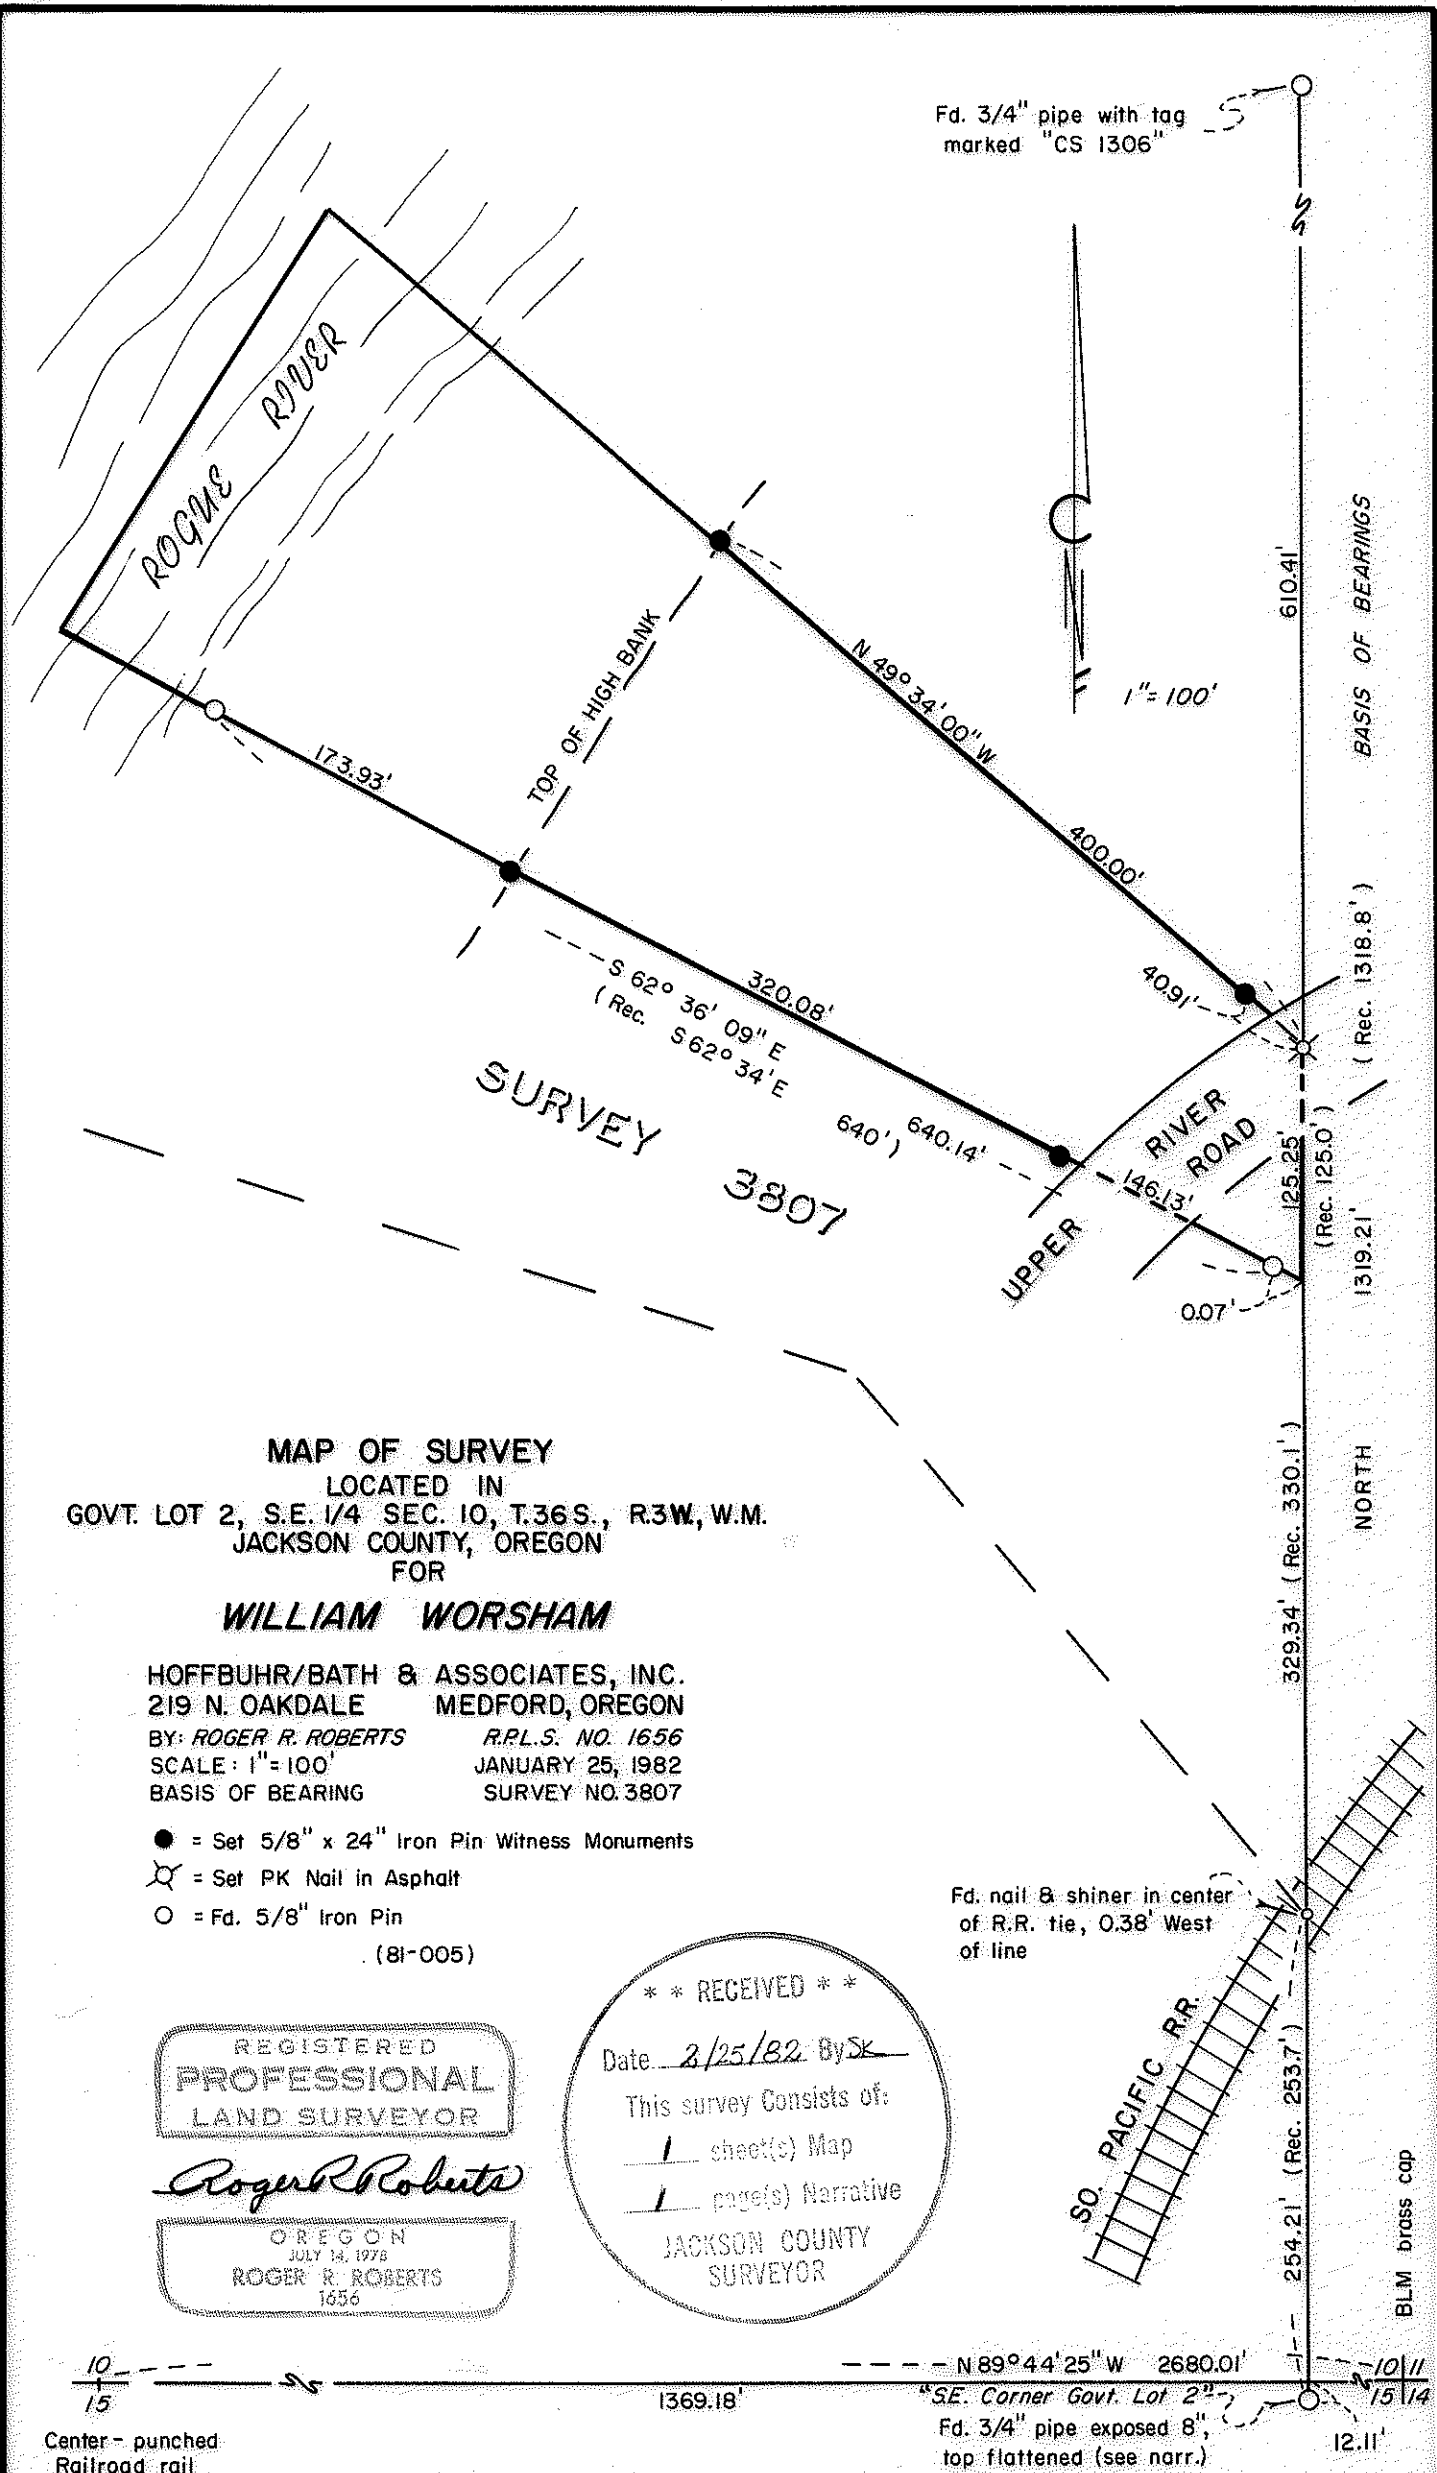 Fd. 3/4" pipe with tag
marked "CS 1306"
ROGUE RIVER
TOP OF HIGH BANK
N 49° 34' 00" W
400.00'
1" = 100'
610.41'
BASIS OF BEARINGS
173.93'
320.08'
S 62° 36' 09" E
( Rec. S 62° 34' E 640' )
640.14'
40.91'
146.13'
UPPER RIVER ROAD
125.25'
(Rec. 125.0')
0.07'
1319.21' ( Rec. 1318.8' )
NORTH
SURVEY 3807
329.34' ( Rec. 330.1' )
MAP OF SURVEY
LOCATED IN
GOVT. LOT 2, S.E. 1/4 SEC. 10, T.36 S., R.3W., W.M.
JACKSON COUNTY, OREGON
FOR
WILLIAM WORSHAM
HOFFBUHR/BATH & ASSOCIATES, INC.
219 N. OAKDALE MEDFORD, OREGON
BY: ROGER R. ROBERTS R.P.L.S. NO. 1656
SCALE : 1" = 100' JANUARY 25, 1982
BASIS OF BEARING SURVEY NO. 3807
= Set 5/8" x 24" Iron Pin Witness Monuments
= Set PK Nail in Asphalt
= Fd. 5/8" Iron Pin
. (81-005)
Fd. nail & shiner in center
of R.R. tie, 0.38' West
of line
SO. PACIFIC R.R.
254.21' (Rec. 253.7')
BLM brass cap
REGISTERED
PROFESSIONAL
LAND SURVEYOR
Roger R Roberts
OREGON
JULY 14, 1978
ROGER R. ROBERTS
1656
* * RECEIVED * *
Date 2/25/82 By SK
This survey Consists of:
1 sheet(s) Map
1 page(s) Narrative
JACKSON COUNTY
SURVEYOR
10
15
1369.18'
N 89° 44' 25" W 2680.01'
10 | 11
15 | 14
"S.E. Corner Govt. Lot 2"
Fd. 3/4" pipe exposed 8",
top flattened (see narr.)
12.11'
Center - punched
Railroad rail